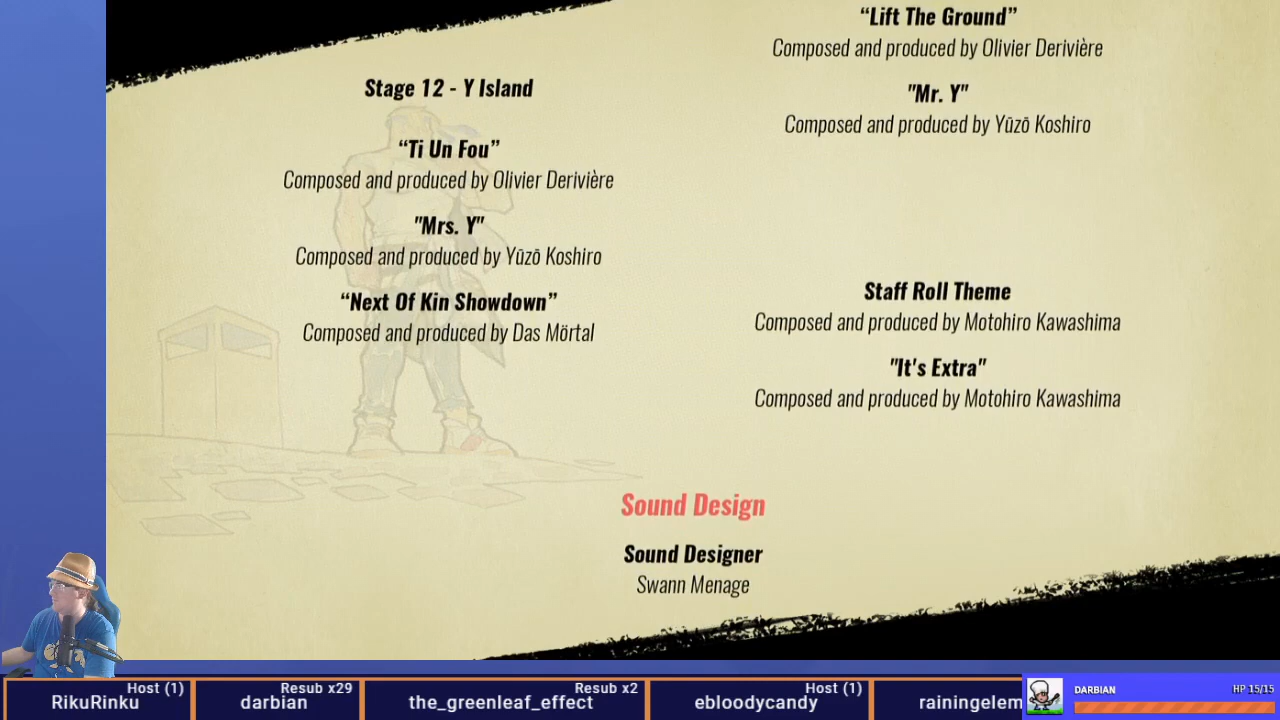 “Lift The Ground”
Composed and produced by Olivier Derivière
"Mr. Y"
Composed and produced by Yūzō Koshiro
Stage 12 - Y Island
“Ti Un Fou”
Composed and produced by Olivier Derivière
"Mrs. Y"
Composed and produced by Yūzō Koshiro
“Next Of Kin Showdown”
Composed and produced by Das Mörtal
Staff Roll Theme
Composed and produced by Motohiro Kawashima
"It's Extra"
Composed and produced by Motohiro Kawashima
Sound Design
Sound Designer
Swann Menage
Host (1)
RikuRinku
Resub x29
darbian
Resub x2
the_greenleaf_effect
Host (1)
ebloodycandy
rainingelem
DARBIAN
HP 15/15